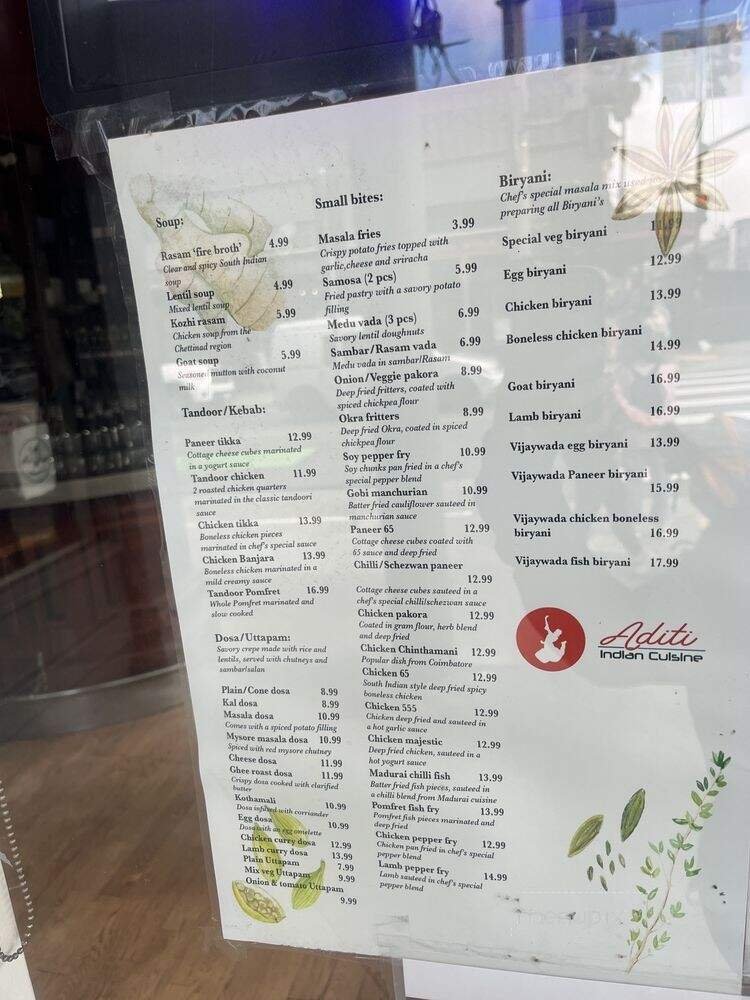 Soup:
Rasam 'fire broth' 4.99
Clear and spicy South Indian
soup
Lentil soup 4.99
Mixed lentil soup
Kozhi rasam 5.99
Chicken soup from the
Chettinad region
Goat soup 5.99
Seasoned mutton with coconut
milk
Tandoor/Kebab:
Paneer tikka 12.99
Cottage cheese cubes marinated
in a yogurt sauce
Tandoor chicken 11.99
2 roasted chicken quarters
marinated in the classic tandoori
sauce
Chicken tikka 13.99
Boneless chicken pieces
marinated in chef's special sauce
Chicken Banjara 13.99
Boneless chicken marinated in a
mild creamy sauce
Tandoor Pomfret 16.99
Whole Pomfret marinated and
slow cooked
Dosa/Uttapam:
Savory crepe made with rice and
lentils, served with chutneys and
sambar/salan
Plain/Cone dosa 8.99
Kal dosa 8.99
Masala dosa 10.99
Comes with a spiced potato filling
Mysore masala dosa 10.99
Spiced with red mysore chutney
Cheese dosa 11.99
Ghee roast dosa 11.99
Crispy dosa cooked with clarified
butter
Kothamali 10.99
Dosa infused with corriander
Egg dosa 10.99
Dosa with an egg omelette
Chicken curry dosa 12.99
Lamb curry dosa 13.99
Plain Uttapam 7.99
Mix veg Uttapam 9.99
Onion & tomato Uttapam
9.99
Small bites:
Masala fries 3.99
Crispy potato fries topped with
garlic,cheese and sriracha
Samosa (2 pcs) 5.99
Fried pastry with a savory potato
filling
Medu vada (3 pcs) 6.99
Savory lentil doughnuts
Sambar/Rasam vada 6.99
Medu vada in sambar/Rasam
Onion/Veggie pakora 8.99
Deep fried fritters, coated with
spiced chickpea flour
Okra fritters 8.99
Deep fried Okra, coated in spiced
chickpea flour
Soy pepper fry 10.99
Soy chunks pan fried in a chef's
special pepper blend
Gobi manchurian 10.99
Batter fried cauliflower sauteed in
manchurian sauce
Paneer 65 12.99
Cottage cheese cubes coated with
65 sauce and deep fried
Chilli/Schezwan paneer
12.99
Cottage cheese cubes sauteed in a
chef's special chilli/schezwan sauce
Chicken pakora 12.99
Coated in gram flour, herb blend
and deep fried
Chicken Chinthamani 12.99
Popular dish from Coimbatore
Chicken 65 12.99
South Indian style deep fried spicy
boneless chicken
Chicken 555 12.99
Chicken deep fried and sauteed in
a hot garlic sauce
Chicken majestic 12.99
Deep fried chicken, sauteed in a
hot yogurt sauce
Madurai chilli fish 13.99
Batter fried fish pieces, sauteed in
a chilli blend from Madurai cuisine
Pomfret fish fry 13.99
Pomfret fish pieces marinated and
deep fried
Chicken pepper fry 12.99
Chicken pan fried in chef's special
pepper blend
Lamb pepper fry 14.99
Lamb sauteed in chef's special
pepper blend
Biryani:
Chef's special masala mix used
preparing all Biryani's
Special veg biryani 11.99
Egg biryani 12.99
Chicken biryani 13.99
Boneless chicken biryani
14.99
Goat biryani 16.99
Lamb biryani 16.99
Vijaywada egg biryani 13.99
Vijaywada Paneer biryani
15.99
Vijaywada chicken boneless
biryani 16.99
Vijaywada fish biryani 17.99
Aditi
Indian Cuisine